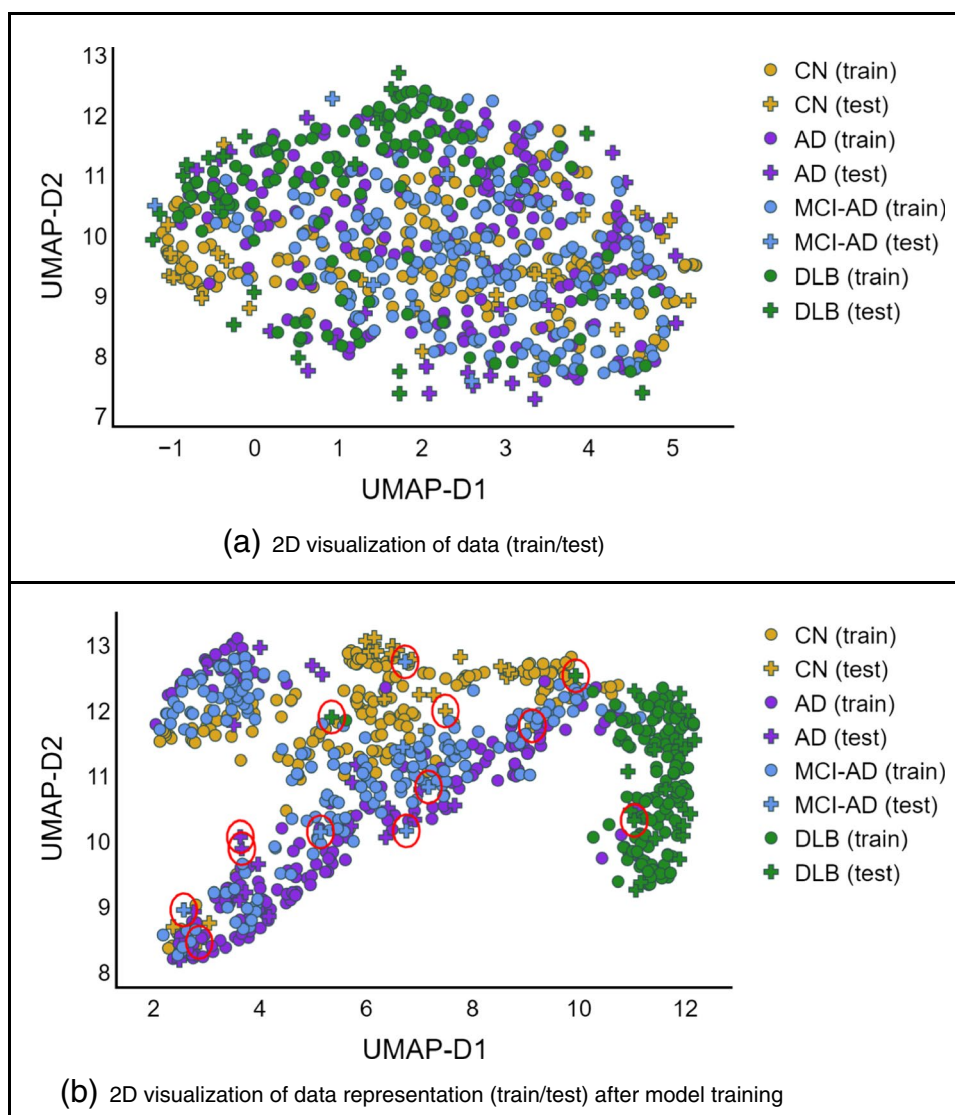 13
12
11
10
9
8
7
UMAP-D2
−1 0 1 2 3 4 5
UMAP-D1
CN (train)
CN (test)
AD (train)
AD (test)
MCI-AD (train)
MCI-AD (test)
DLB (train)
DLB (test)
(a) 2D visualization of data (train/test)
13
12
11
10
9
8
UMAP-D2
2 4 6 8 10 12
UMAP-D1
CN (train)
CN (test)
AD (train)
AD (test)
MCI-AD (train)
MCI-AD (test)
DLB (train)
DLB (test)
(b) 2D visualization of data representation (train/test) after model training